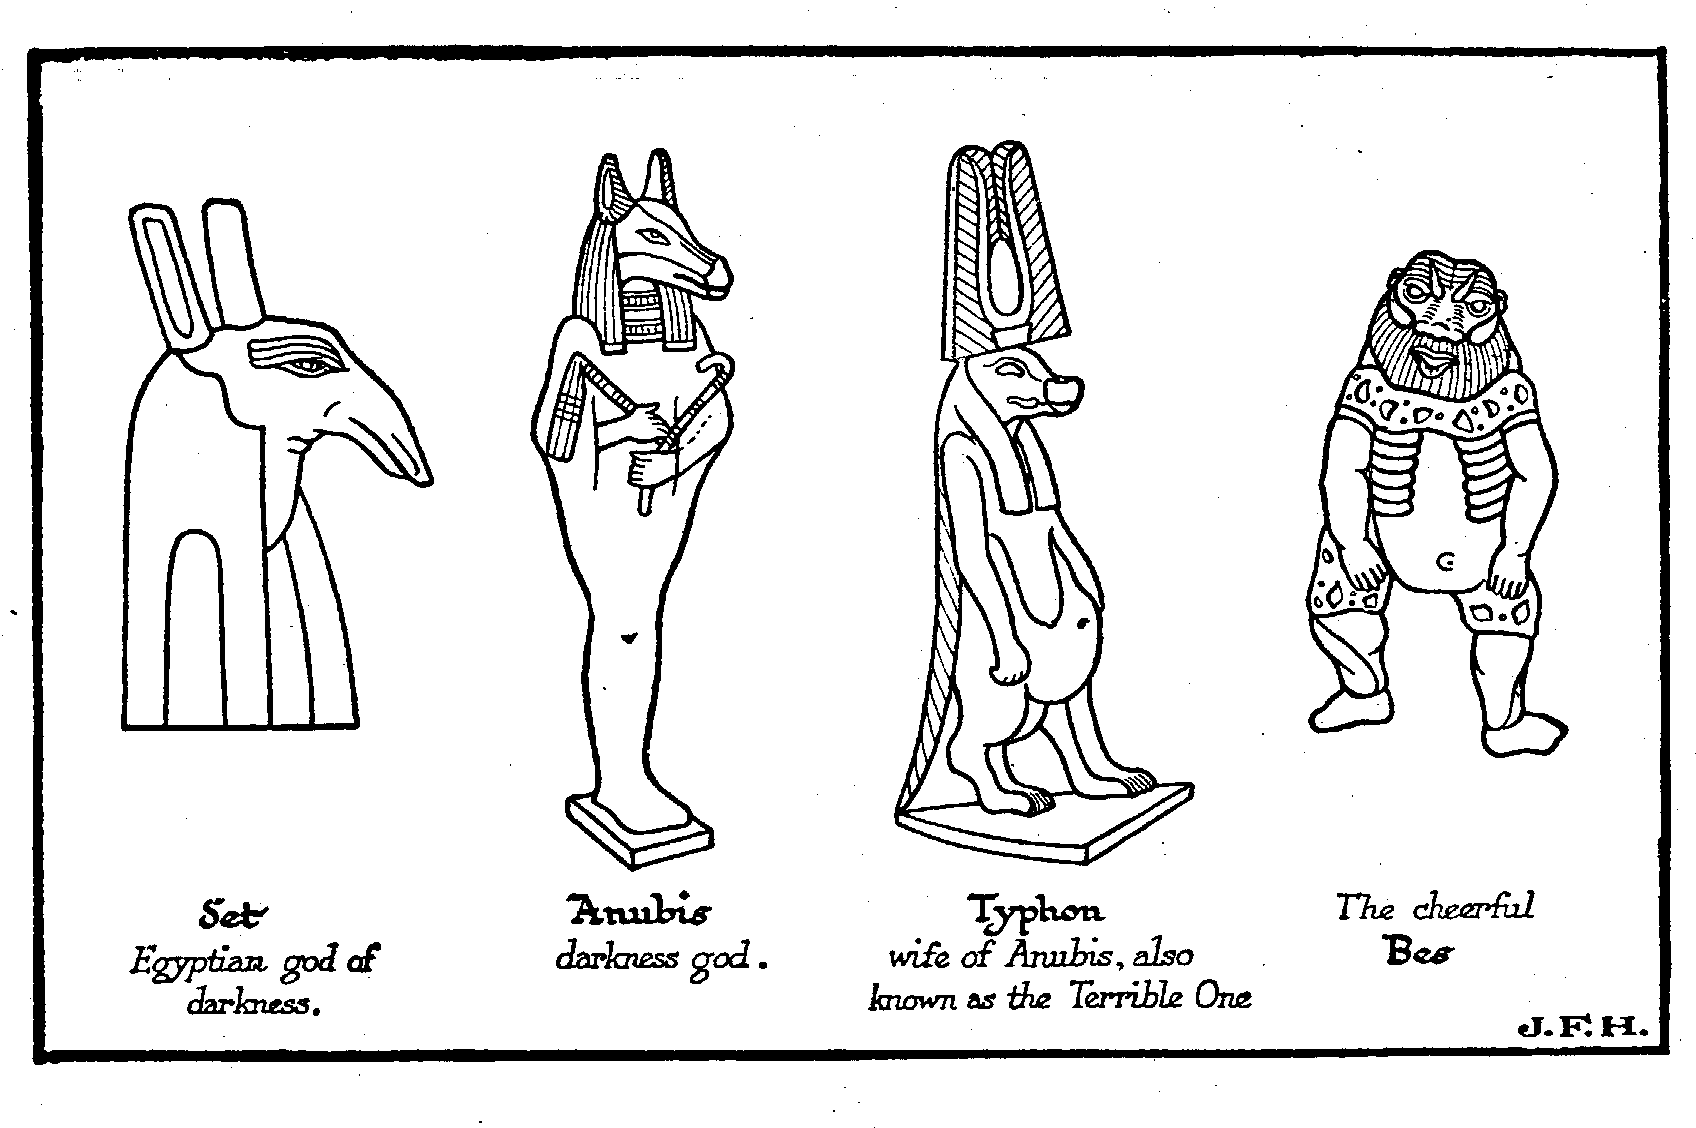 Set
Egyptian god of
darkness.
Anubis
darkness god.
Typhon
wife of Anubis, also
known as the Terrible One
The cheerful
Bes
J.F.H.